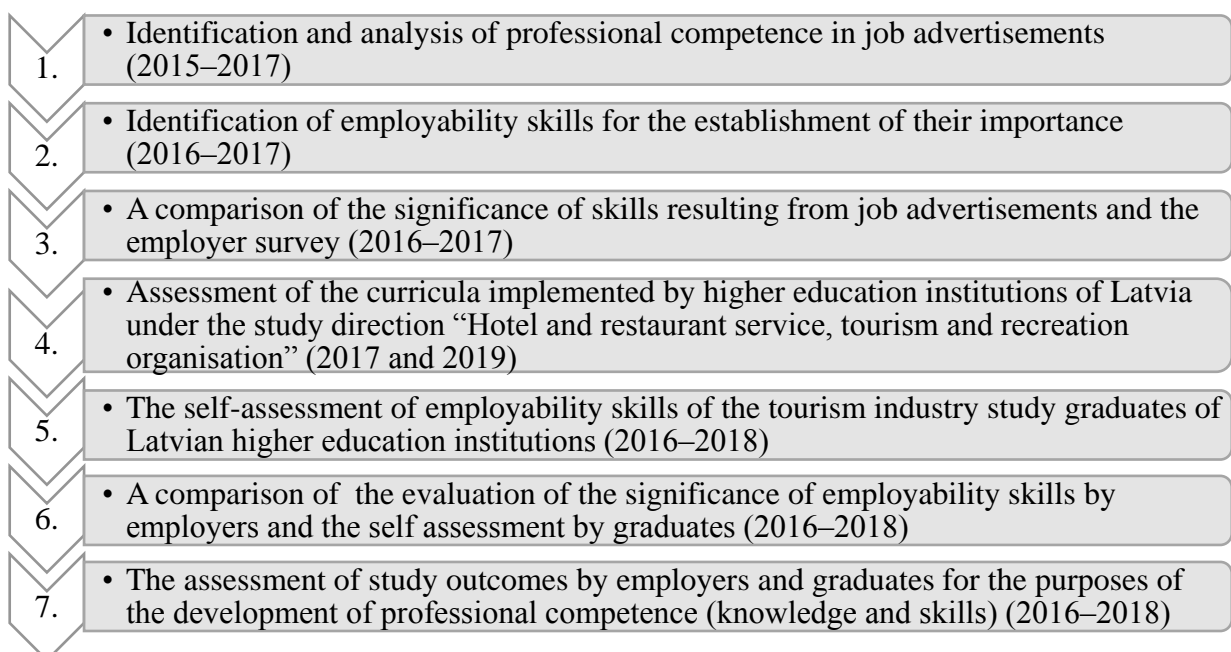 1.
• Identification and analysis of professional competence in job advertisements
(2015–2017)
2.
• Identification of employability skills for the establishment of their importance
(2016–2017)
3.
• A comparison of the significance of skills resulting from job advertisements and the
employer survey (2016–2017)
4.
• Assessment of the curricula implemented by higher education institutions of Latvia
under the study direction “Hotel and restaurant service, tourism and recreation
organisation” (2017 and 2019)
5.
• The self-assessment of employability skills of the tourism industry study graduates of
Latvian higher education institutions (2016–2018)
6.
• A comparison of the evaluation of the significance of employability skills by
employers and the self assessment by graduates (2016–2018)
7.
• The assessment of study outcomes by employers and graduates for the purposes of
the development of professional competence (knowledge and skills) (2016–2018)